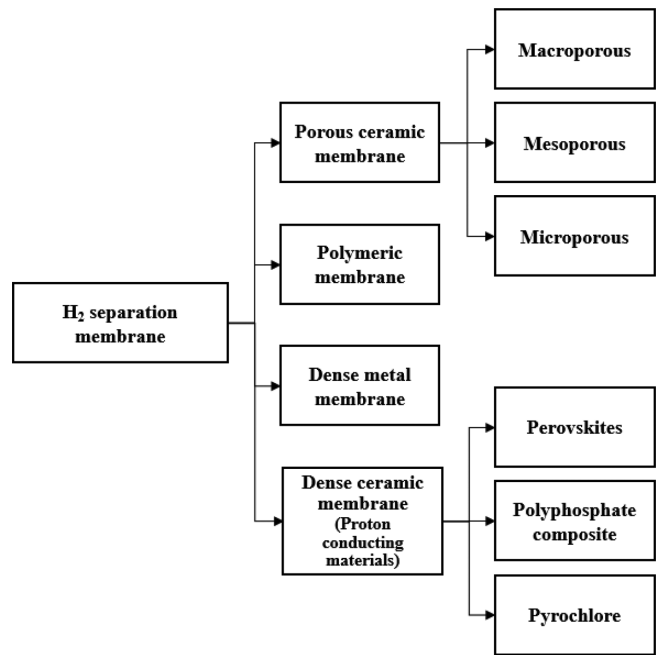 H₂ separation
membrane
Porous ceramic
membrane
Polymeric
membrane
Dense metal
membrane
Dense ceramic
membrane
(Proton
conducting
materials)
Macroporous
Mesoporous
Microporous
Perovskites
Polyphosphate
composite
Pyrochlore